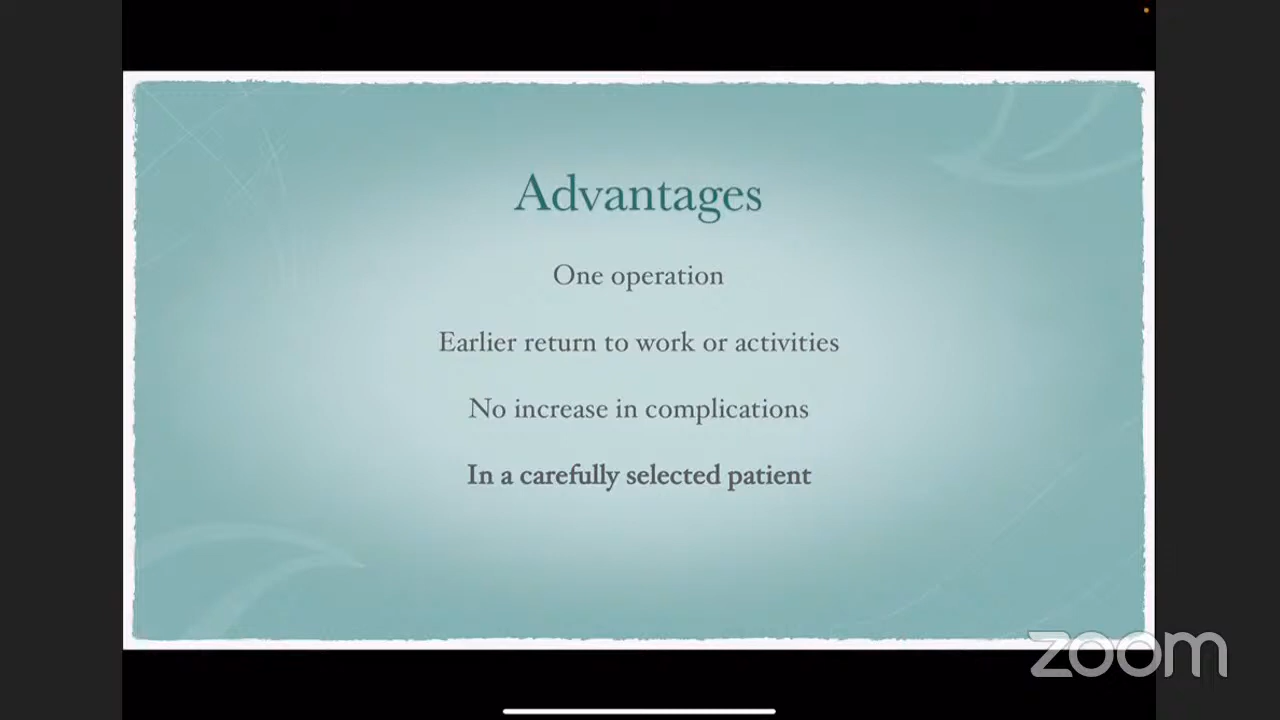 Advantages
One operation
Earlier return to work or activities
No increase in complications
In a carefully selected patient
zoom